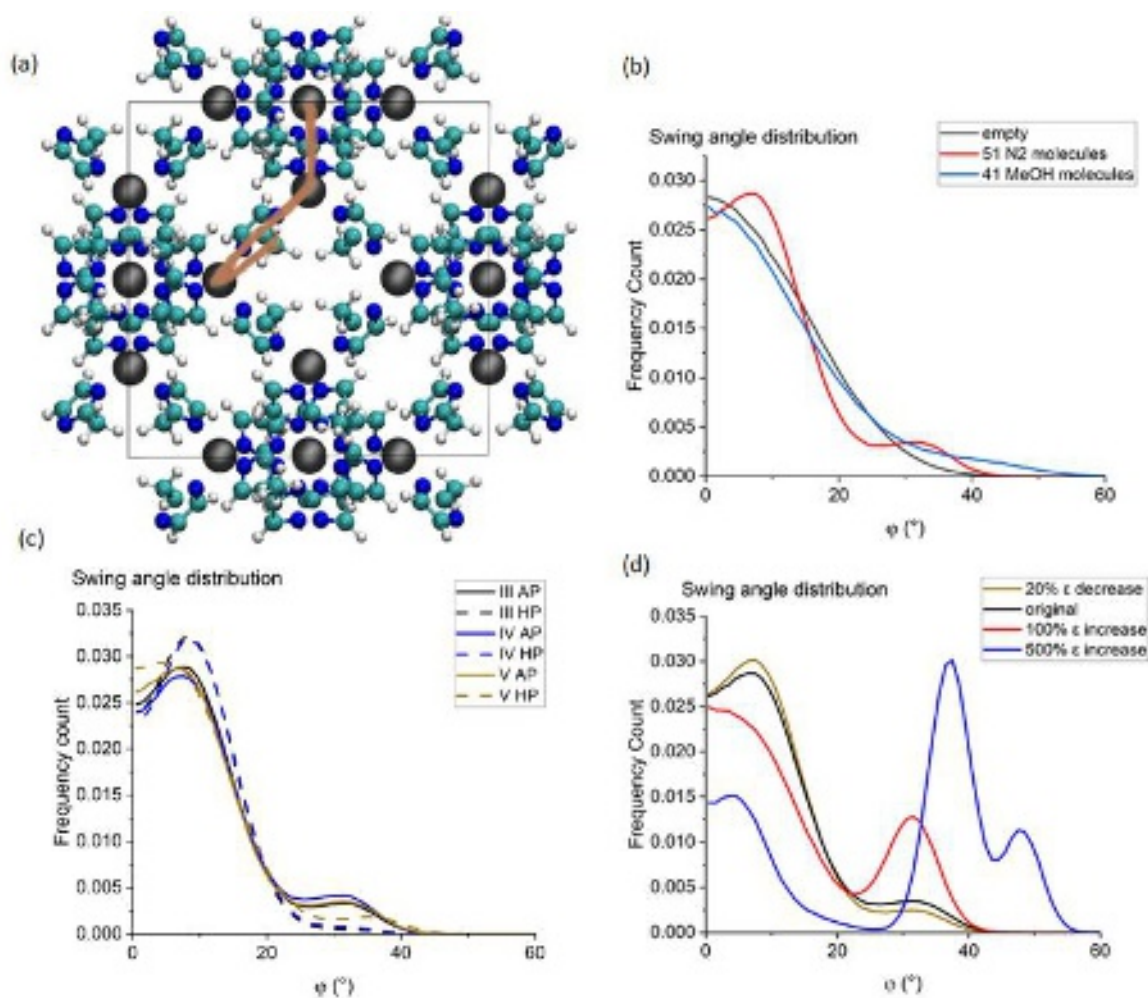 (a)
(b)
Swing angle distribution
empty
51 N2 molecules
41 MeOH molecules
Frequency Count
0.030
0.025
0.020
0.015
0.010
0.005
0.000
0
20
40
60
φ (°)
(c)
Swing angle distribution
III AP
III HP
IV AP
IV HP
V AP
V HP
Frequency count
0.035
0.030
0.025
0.020
0.015
0.010
0.005
0.000
0
20
40
60
φ (°)
(d)
Swing angle distribution
20% ε decrease
original
100% ε increase
500% ε increase
Frequency Count
0.035
0.030
0.025
0.020
0.015
0.010
0.005
0.000
0
20
40
60
(°)